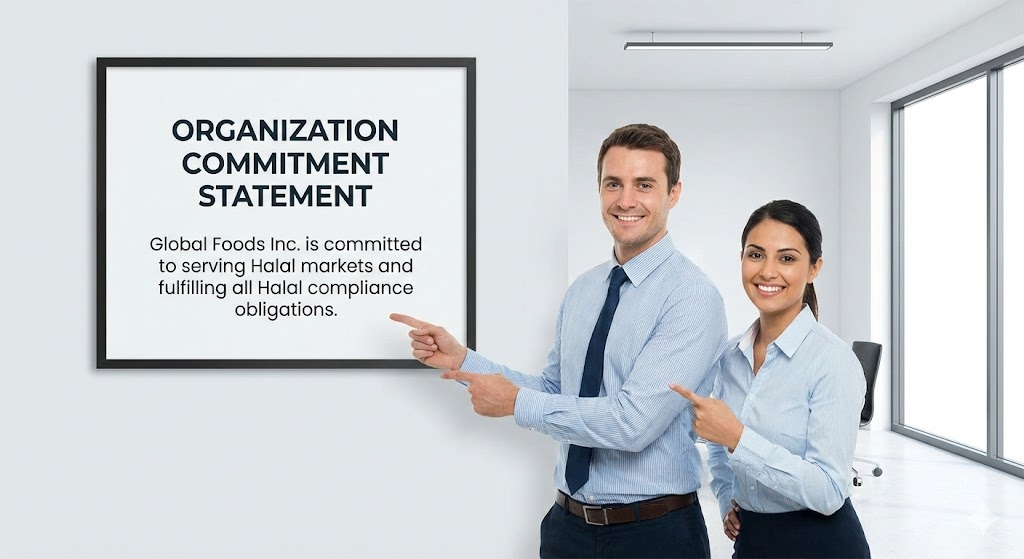 ORGANIZATION
COMMITMENT
STATEMENT
Global Foods Inc. is committed
to serving Halal markets and
fulfilling all Halal compliance
obligations.